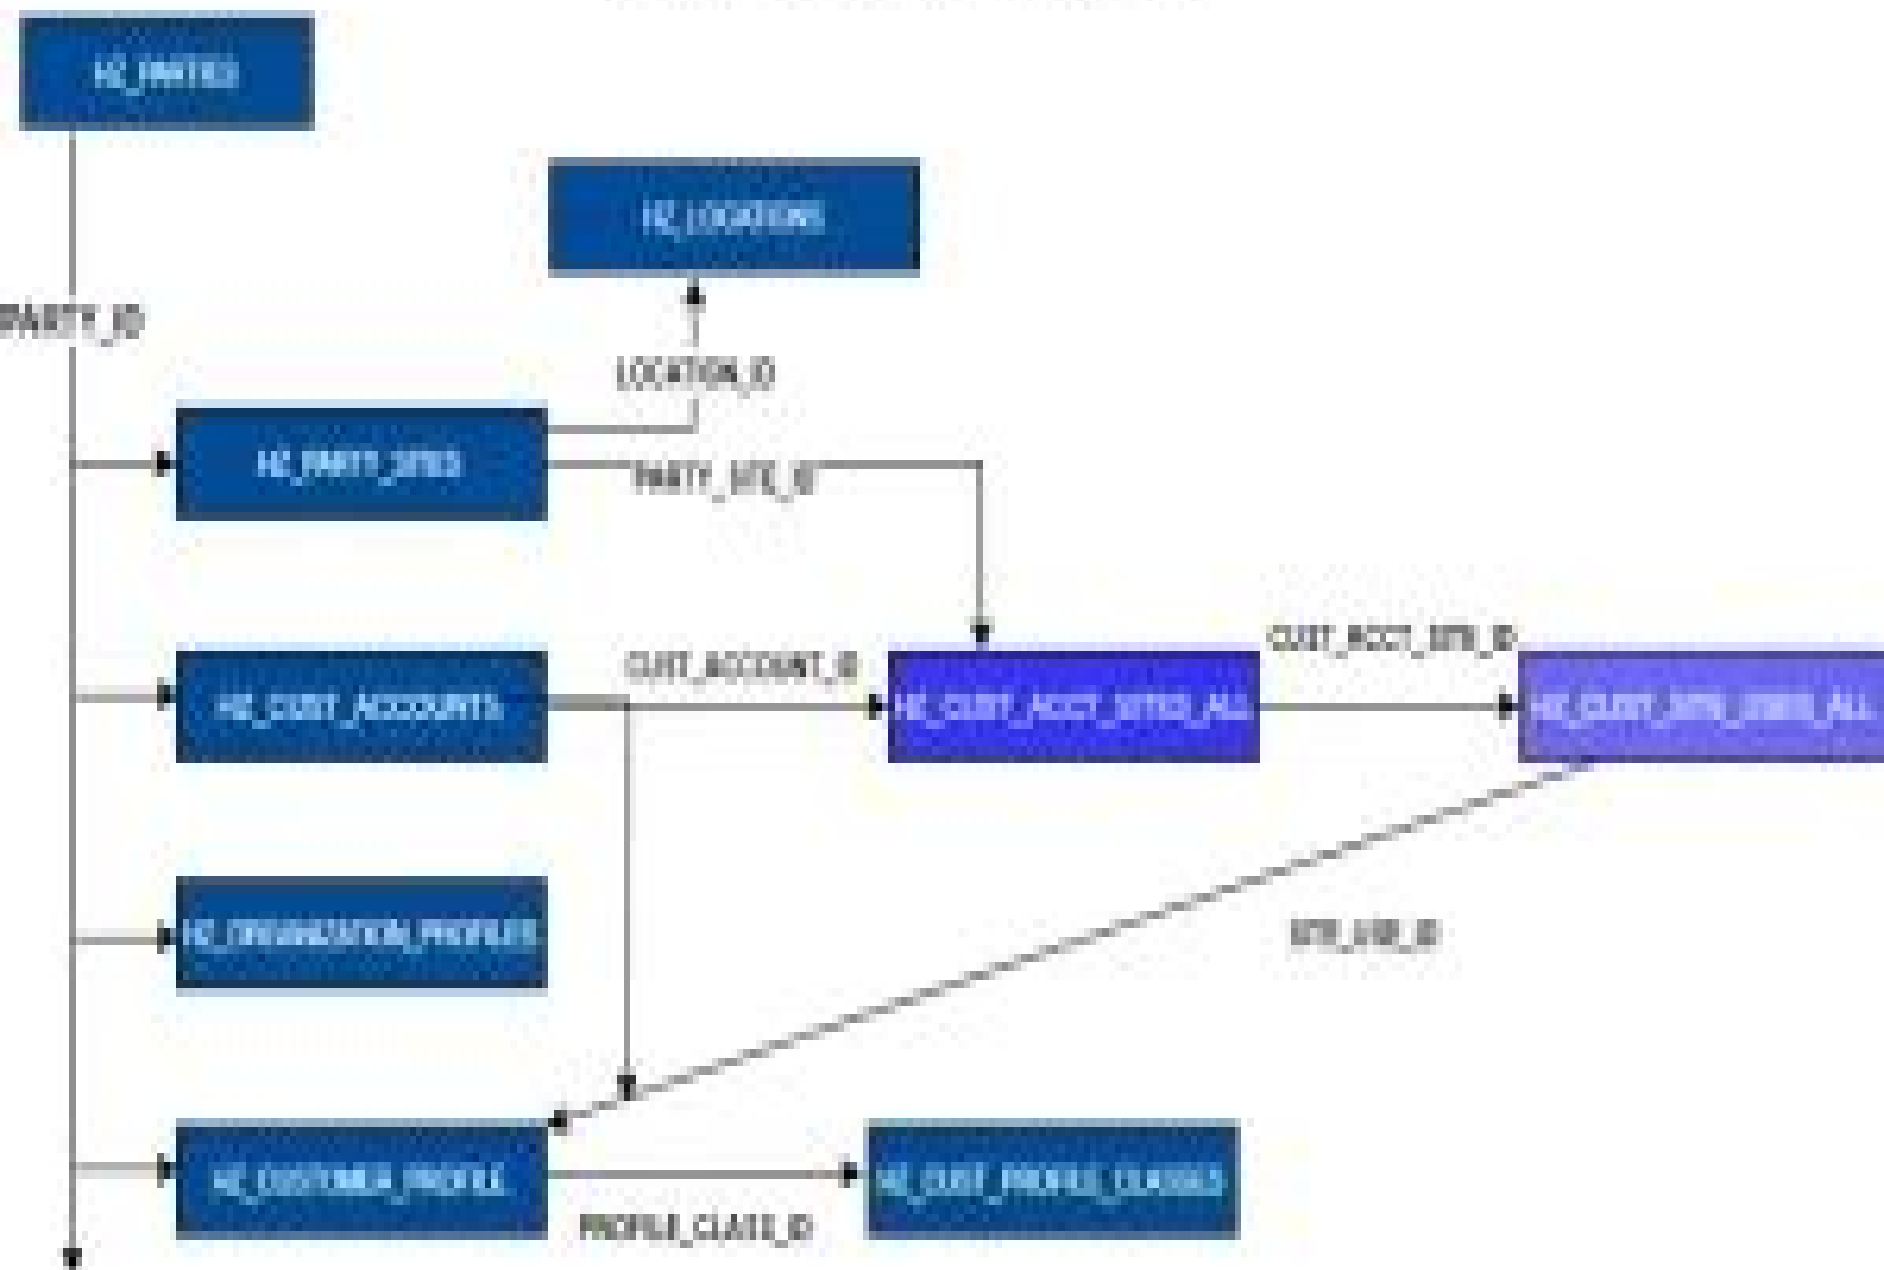 HZ_PARTIES
HZ_LOCATIONS
PARTY_ID
LOCATION_ID
HZ_PARTY_SITES
PARTY_SITE_ID
CUST_ACCT_SITE_ID
CUST_ACCOUNT_ID
HZ_CUST_ACCOUNTS
HZ_CUST_ACCT_SITES_ALL
HZ_CUST_SITE_USES_ALL
HZ_ORGANIZATION_PROFILES
SITE_USE_ID
HZ_CUSTOMER_PROFILE
HZ_CUST_PROFILE_CLASSES
PROFILE_CLASS_ID